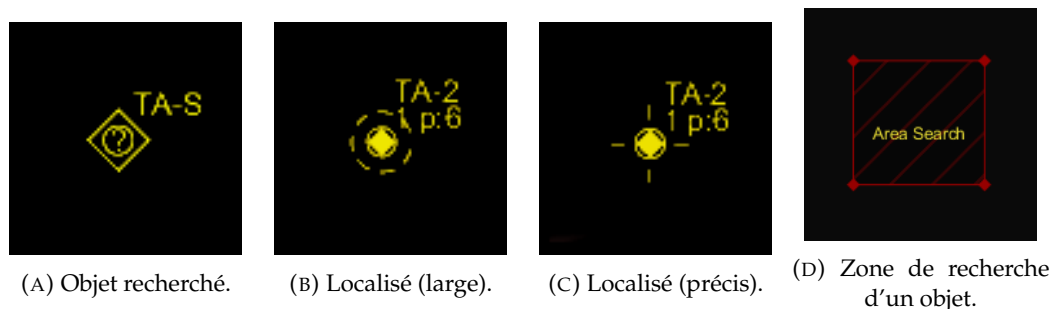 TA-S
?
TA-2
1 p:6
TA-2
1 p:6
Area Search
(A) Objet recherché.
(B) Localisé (large).
(C) Localisé (précis).
(D) Zone de recherche
d'un objet.